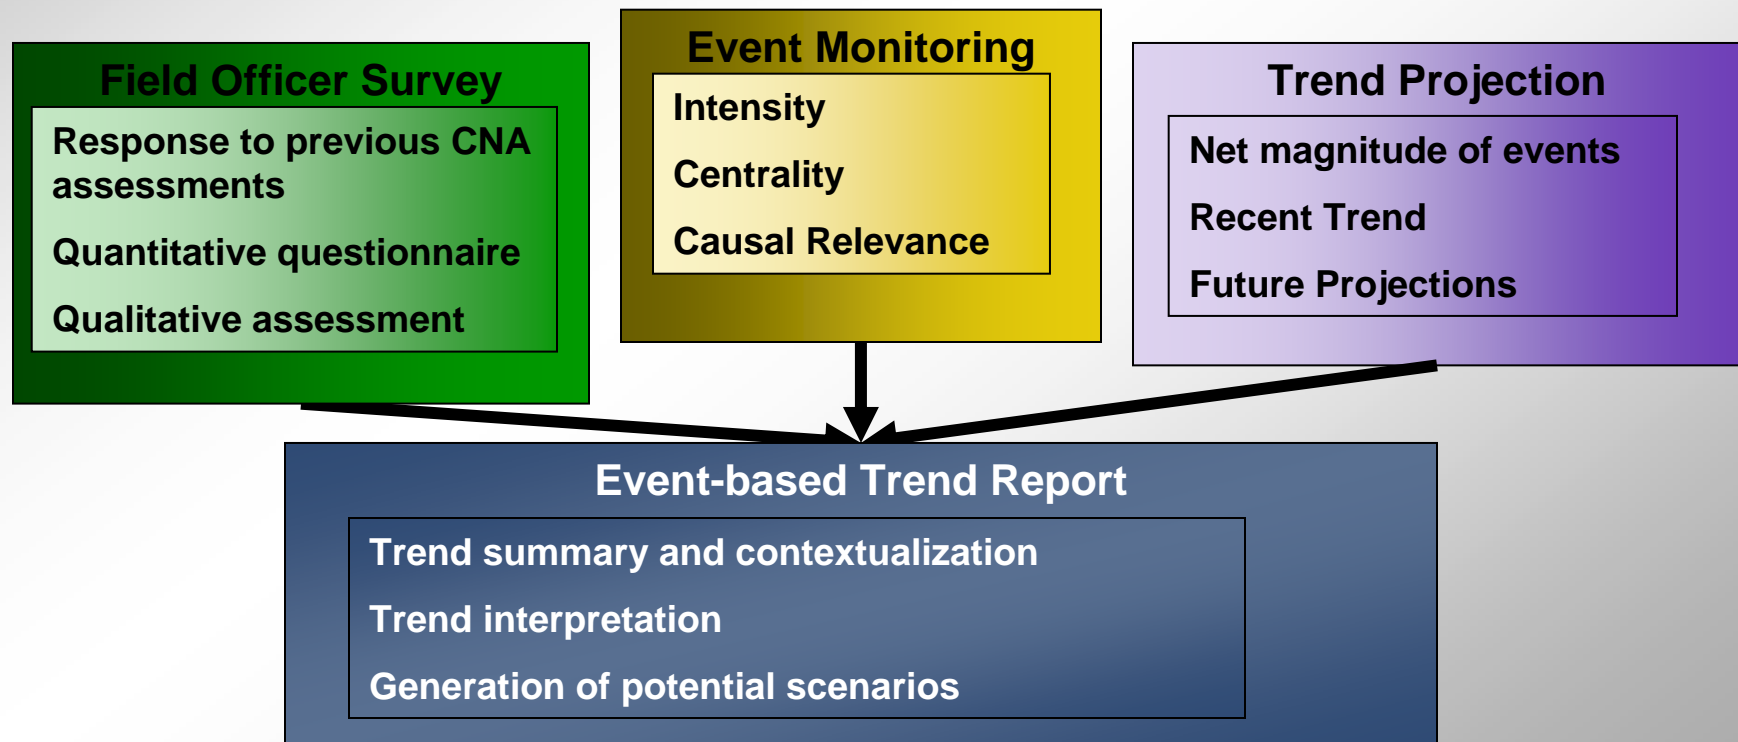 Field Officer Survey
Response to previous CNA
assessments
Quantitative questionnaire
Qualitative assessment
Event Monitoring
Intensity
Centrality
Causal Relevance
Trend Projection
Net magnitude of events
Recent Trend
Future Projections
Event-based Trend Report
Trend summary and contextualization
Trend interpretation
Generation of potential scenarios